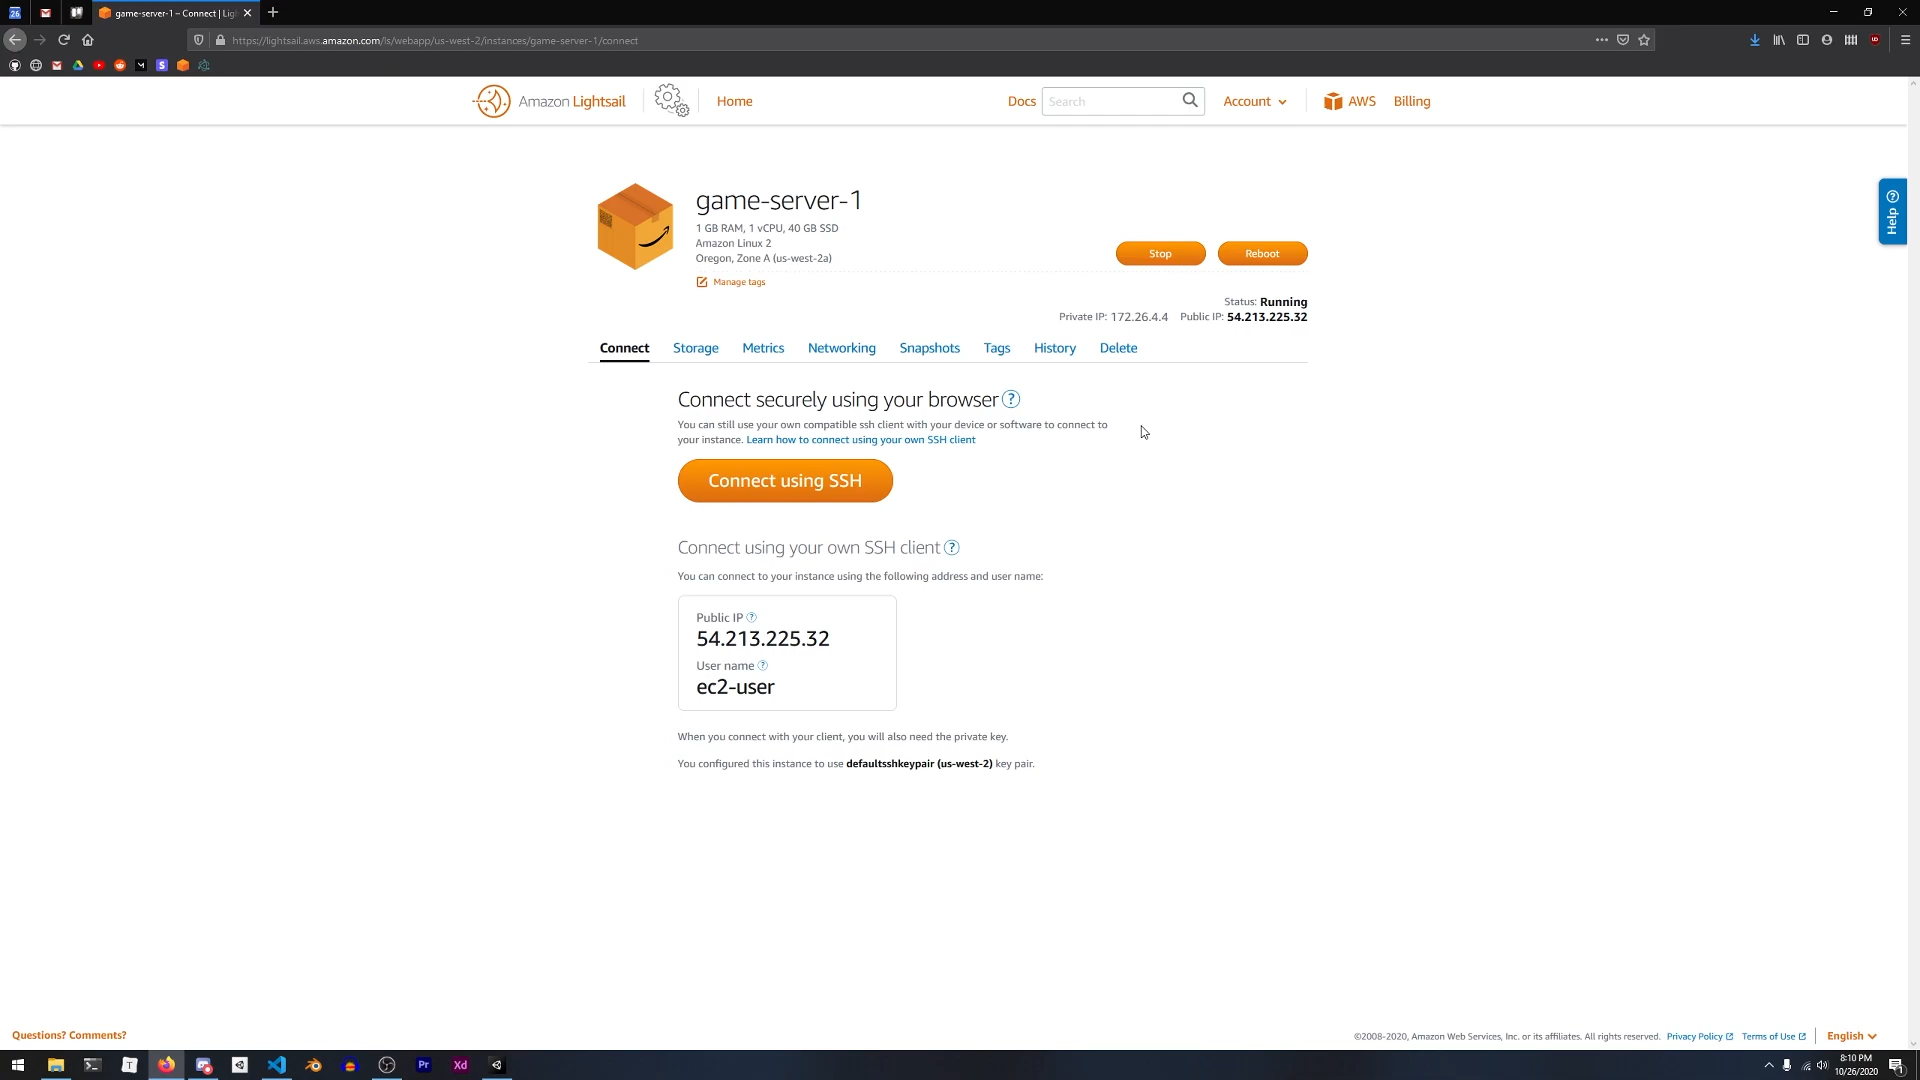 26
game-server-1 – Connect | Ligh
https://lightsail.aws.amazon.com/ls/webapp/us-west-2/instances/game-server-1/connect
Amazon Lightsail
Home
Docs
Search
Account
AWS
Billing
Help
game-server-1
1 GB RAM, 1 vCPU, 40 GB SSD
Amazon Linux 2
Oregon, Zone A (us-west-2a)
Manage tags
Stop
Reboot
Status: Running
Private IP: 172.26.4.4 Public IP: 54.213.225.32
Connect Storage Metrics Networking Snapshots Tags History Delete
Connect securely using your browser ?
You can still use your own compatible ssh client with your device or software to connect to
your instance. Learn how to connect using your own SSH client
Connect using SSH
Connect using your own SSH client ?
You can connect to your instance using the following address and user name:
Public IP ?
54.213.225.32
User name ?
ec2-user
When you connect with your client, you will also need the private key.
You configured this instance to use defaultsshkeypair (us-west-2) key pair.
Questions? Comments?
©2008-2020, Amazon Web Services, Inc. or its affiliates. All rights reserved. Privacy Policy Terms of Use
English
Pr
Xd
8:10 PM
10/26/2020